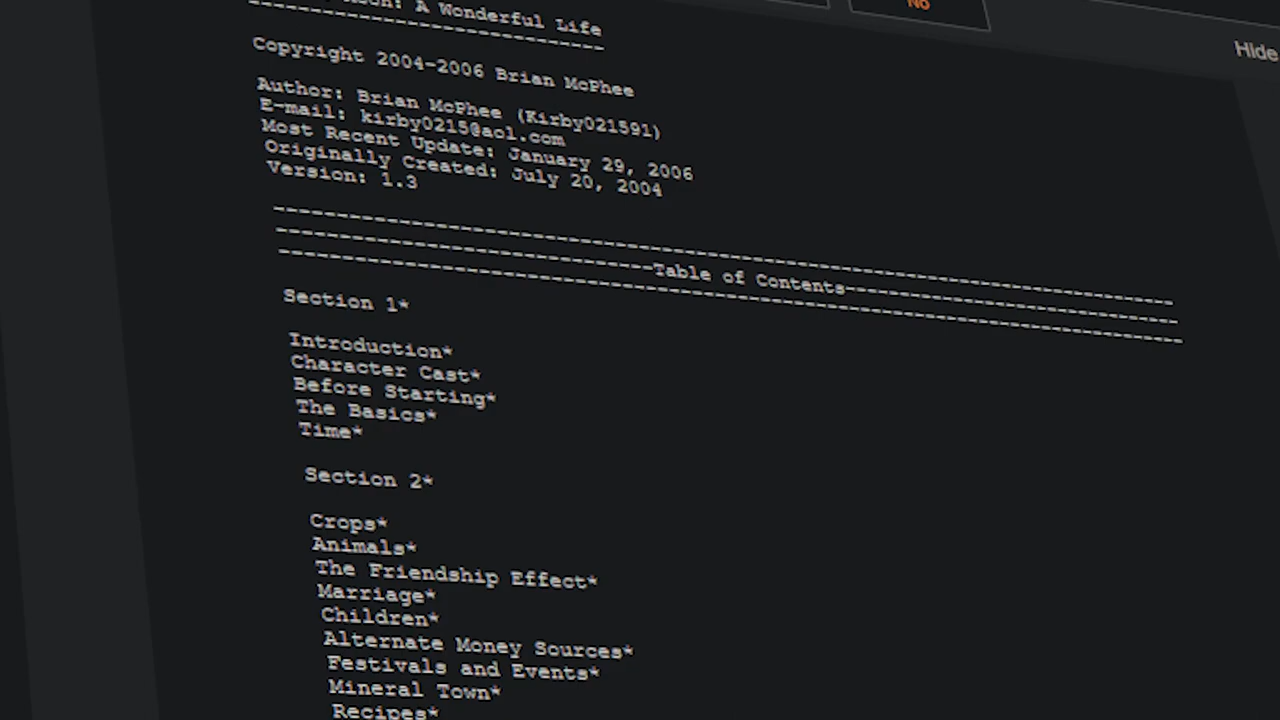 No
Hide
: A Wonderful Life
------------------------------
Copyright 2004-2006 Brian McPhee
Author: Brian McPhee (Kirby021591)
E-mail: kirby0215@aol.com
Most Recent Update: January 29, 2006
Originally Created: July 20, 2004
Version: 1.3
------------------------------------------------------------------------
------------------------------Table of Contents---------------------------
------------------------------------------------------------------------
Section 1*
Introduction*
Character Cast*
Before Starting*
The Basics*
Time*
Section 2*
Crops*
Animals*
The Friendship Effect*
Marriage*
Children*
Alternate Money Sources*
Festivals and Events*
Mineral Town*
Recipes*